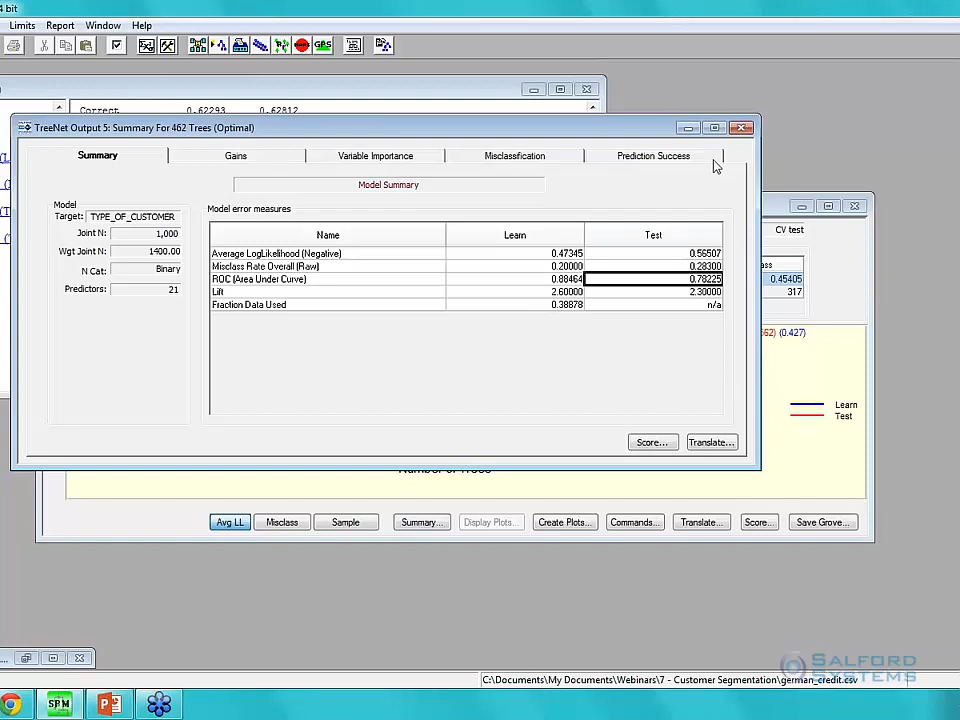 4 bit
Limits Report Window Help
GPS
Correct 0.62293 0.62812
TreeNet Output 5: Summary For 462 Trees (Optimal)
Summary Gains Variable Importance Misclassification Prediction Success
Model Summary
Model
Target: TYPE_OF_CUSTOMER
Joint N: 1,000
Wgt Joint N: 1400.00
N Cat: Binary
Predictors: 21
Model error measures
Name Learn Test
Average LogLikelihood (Negative) 0.47345 0.56507
Misclass Rate Overall (Raw) 0.20000 0.28300
ROC (Area Under Curve) 0.88464 0.78225
Lift 2.60000 2.30000
Fraction Data Used 0.38878 n/a
Score... Translate...
CV test
0.45405
317
(0.427)
Learn
Test
Number of Trees
Avg LL Misclass Sample Summary... Display Plots... Create Plots... Commands... Translate... Score... Save Grove...
SALFORD
SYSTEMS
C:\Documents\My Documents\Webinars\7 - Customer Segmentation\german_credit.csv
SPM